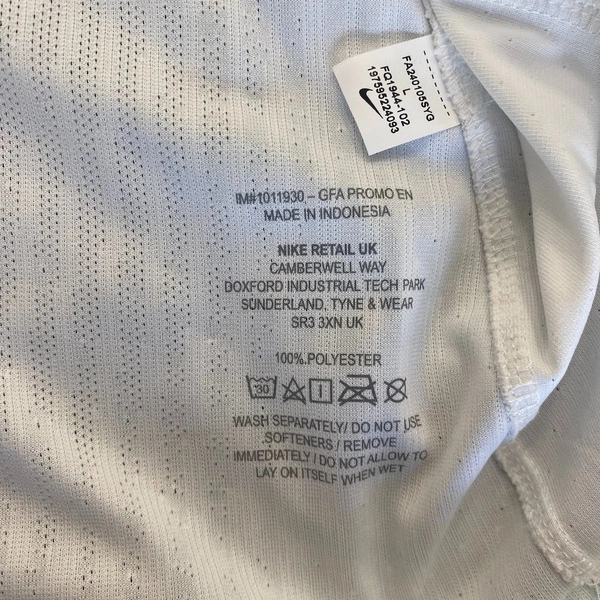 FA240105SYG
L
FQ1944-102
197595224093
IM#1011930 – GFA PROMO EN
MADE IN INDONESIA
NIKE RETAIL UK
CAMBERWELL WAY
DOXFORD INDUSTRIAL TECH PARK
SUNDERLAND, TYNE & WEAR
SR3 3XN UK
100% POLYESTER
30
WASH SEPARATELY/ DO NOT USE
SOFTENERS / REMOVE
IMMEDIATELY / DO NOT ALLOW TO
LAY ON ITSELF WHEN WET